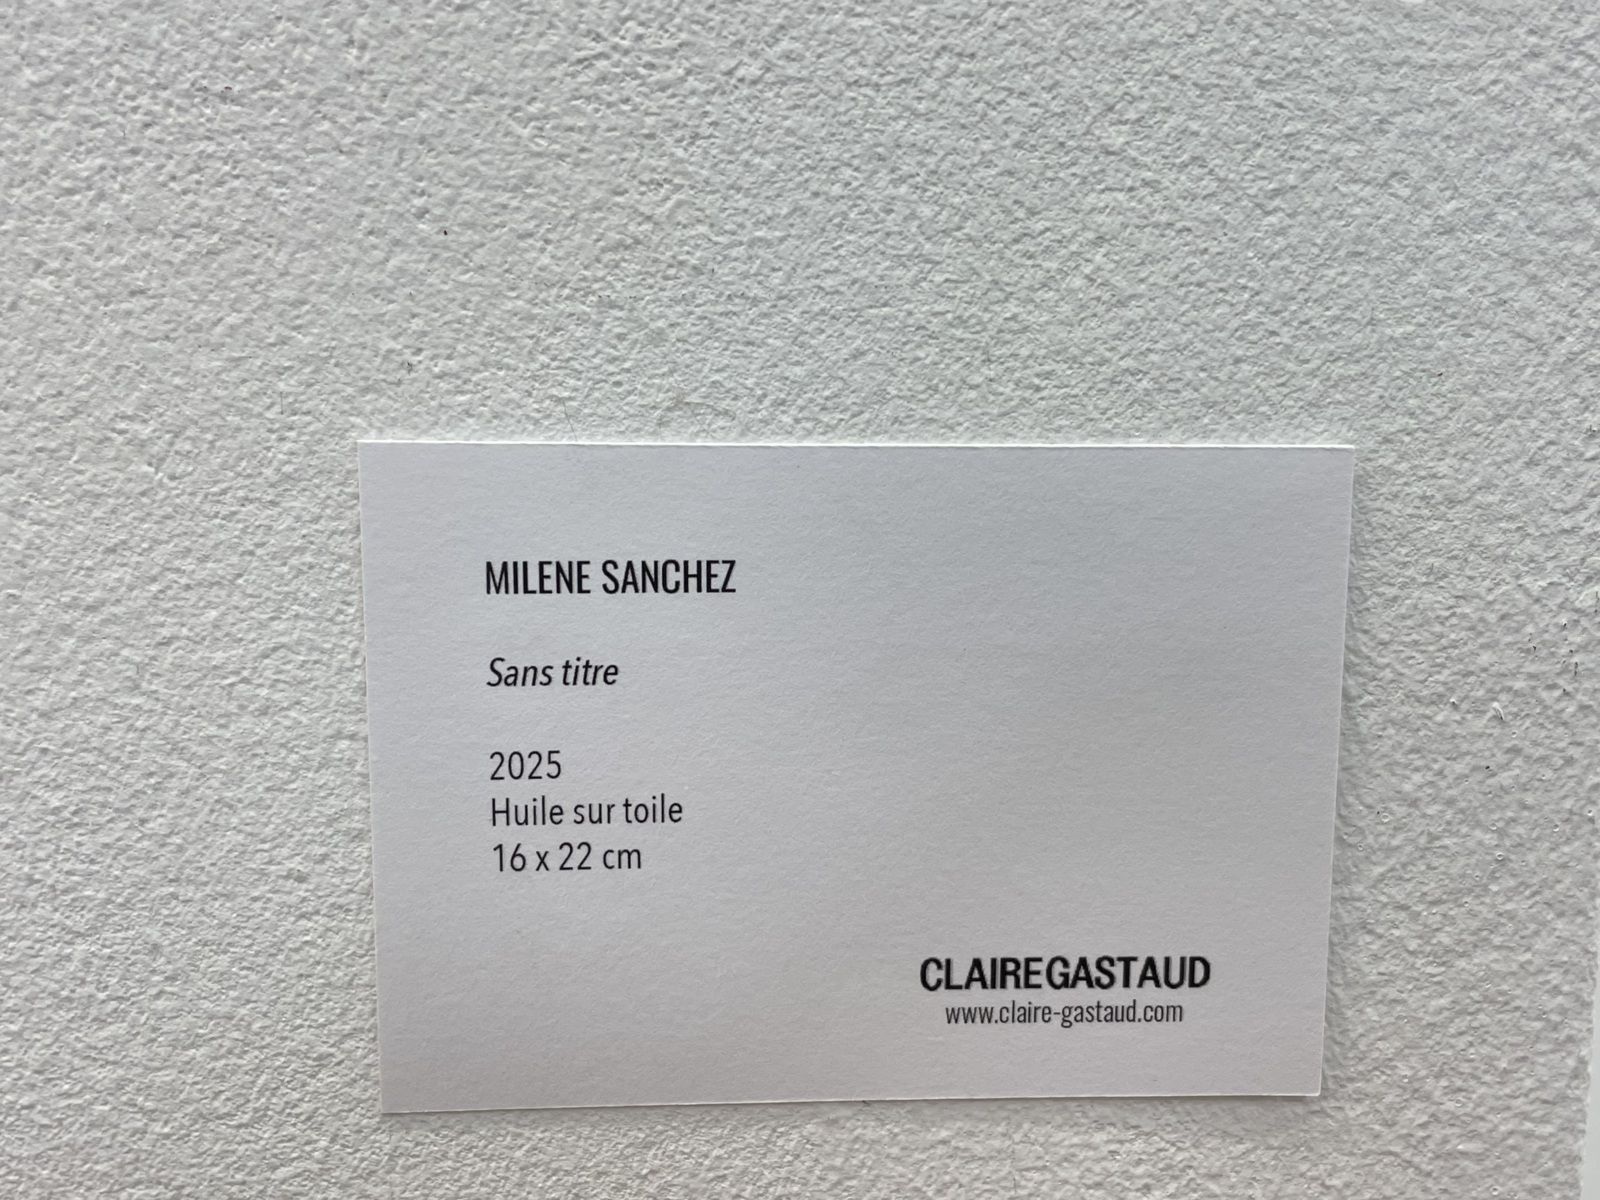 MILENE SANCHEZ
Sans titre
2025
Huile sur toile
16 x 22 cm
CLAIREGASTAUD
www.claire-gastaud.com